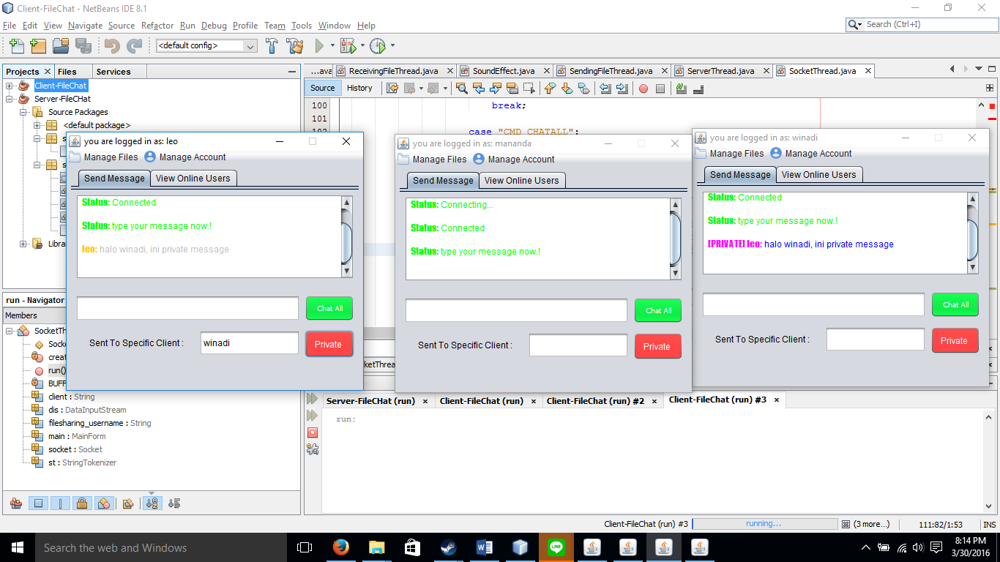 Client-FileChat - NetBeans IDE 8.1
File Edit View Navigate Source Refactor Run Debug Profile Team Tools Window Help
Search (Ctrl+I)
<default config>
Projects Files Services
Client-FileChat
Server-FileCHat
Source Packages
<default package>
s
s
Libra
...ava ReceivingFileThread.java SoundEffect.java SendingFileThread.java ServerThread.java SocketThread.java
Source History
100 break;
101
case "CMD_CHATALL":
you are logged in as: leo
Manage Files Manage Account
Send Message View Online Users
Status: Connected
Status: type your message now.!
leo: halo winadi, ini private message
Chat All
Sent To Specific Client : winadi Private
you are logged in as: mananda
Manage Files Manage Account
Send Message View Online Users
Status: Connecting...
Status: Connected
Status: type your message now.!
Chat All
Sent To Specific Client : Private
you are logged in as: winadi
Manage Files Manage Account
Send Message View Online Users
Status: Connected
Status: type your message now.!
[PRIVATE] leo: halo winadi, ini private message
Chat All
Sent To Specific Client : Private
run - Navigator
Members
SocketTh
Socke
creat
run()
BUFF
client : String
dis : DataInputStream
filesharing_username : String
main : MainForm
socket : Socket
st : StringTokenizer
ketThrea
Server-FileCHat (run) Client-FileChat (run) Client-FileChat (run) #2 Client-FileChat (run) #3
run:
Client-FileChat (run) #3 running... (3 more...) 111:82/1:53 INS
Search the web and Windows
LINE
8:14 PM
3/30/2016